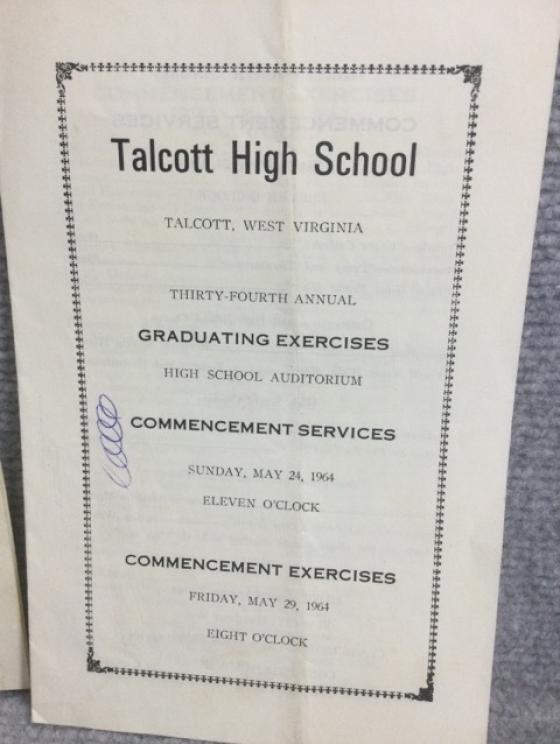 Talcott High School
TALCOTT, WEST VIRGINIA
THIRTY-FOURTH ANNUAL
GRADUATING EXERCISES
HIGH SCHOOL AUDITORIUM
COMMENCEMENT SERVICES
SUNDAY, MAY 24, 1964
ELEVEN O'CLOCK
COMMENCEMENT EXERCISES
FRIDAY, MAY 29, 1964
EIGHT O'CLOCK